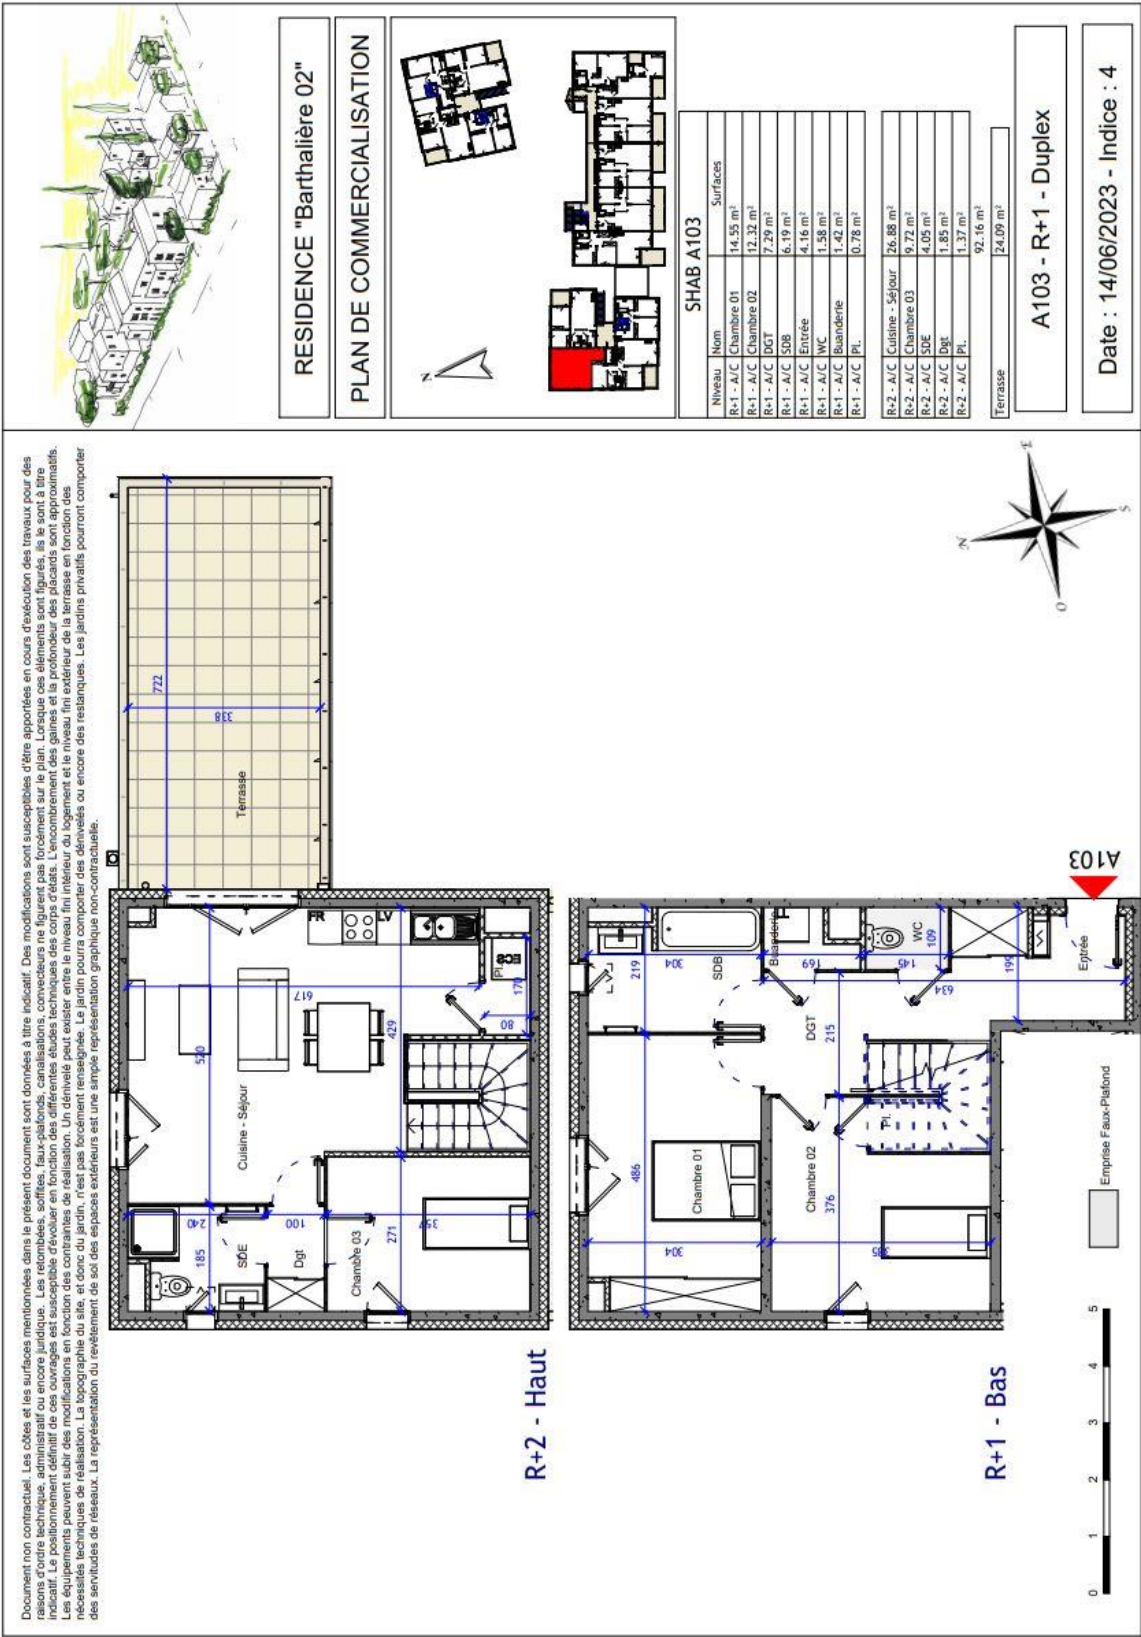 Document non contractuel. Les côtes et les surfaces mentionnées dans le présent document sont données à titre indicatif. Des modifications sont susceptibles d'être apportées en cours d'exécution des travaux pour des
raisons d'ordre technique, administratif ou encore juridique. Les retombées, soffites, faux-plafonds, canalisations, convecteurs ne figurent pas forcément sur le plan. Lorsque ces éléments sont figurés, ils le sont à titre
indicatif. Le positionnement définitif de ces ouvrages est susceptible d'évoluer en fonction des différentes études techniques des corps d'états. L'encombrement des gaines et la profondeur des placards sont approximatifs.
Les équipements peuvent subir des modifications en fonction des contraintes de réalisation. Un dénivelé peut exister entre le niveau fini intérieur du logement et le niveau fini extérieur de la terrasse en fonction des
nécessités techniques de réalisation. La topographie du site, et donc du jardin, n'est pas forcément renseignée. Le jardin pourra comporter des dénivelés ou encore des restanques. Les jardins privatifs pourront comporter
des servitudes de réseaux. La représentation du revêtement de sol des espaces extérieurs est une simple représentation graphique non-contractuelle.
R+2 - Haut
240
185
SDE
100
Dgt
Chambre 03
271
357
520
Cuisine - Séjour
617
429
FR
LV
ECS
Pl.
170
80
Terrasse
722
338
R+1 - Bas
486
304
Chambre 01
Chambre 02
376
385
Pl.
219
304
SDB
Buanderie
169
DGT
215
145
WC
109
634
199
Entrée
A103
0 1 2 3 4 5
Emprise Faux-Plafond
N
E
S
O
RESIDENCE "Barthalière 02"
PLAN DE COMMERCIALISATION
N
SHAB A103
Niveau Nom Surfaces
R+1 - A/C Chambre 01 14.55 m²
R+1 - A/C Chambre 02 12.32 m²
R+1 - A/C DGT 7.29 m²
R+1 - A/C SDB 6.19 m²
R+1 - A/C Entrée 4.16 m²
R+1 - A/C WC 1.58 m²
R+1 - A/C Buanderie 1.42 m²
R+1 - A/C Pl. 0.78 m²
R+2 - A/C Cuisine - Séjour 26.88 m²
R+2 - A/C Chambre 03 9.72 m²
R+2 - A/C SDE 4.05 m²
R+2 - A/C Dgt 1.85 m²
R+2 - A/C Pl. 1.37 m²
92.16 m²
Terrasse 24.09 m²
A103 - R+1 - Duplex
Date : 14/06/2023 - Indice : 4